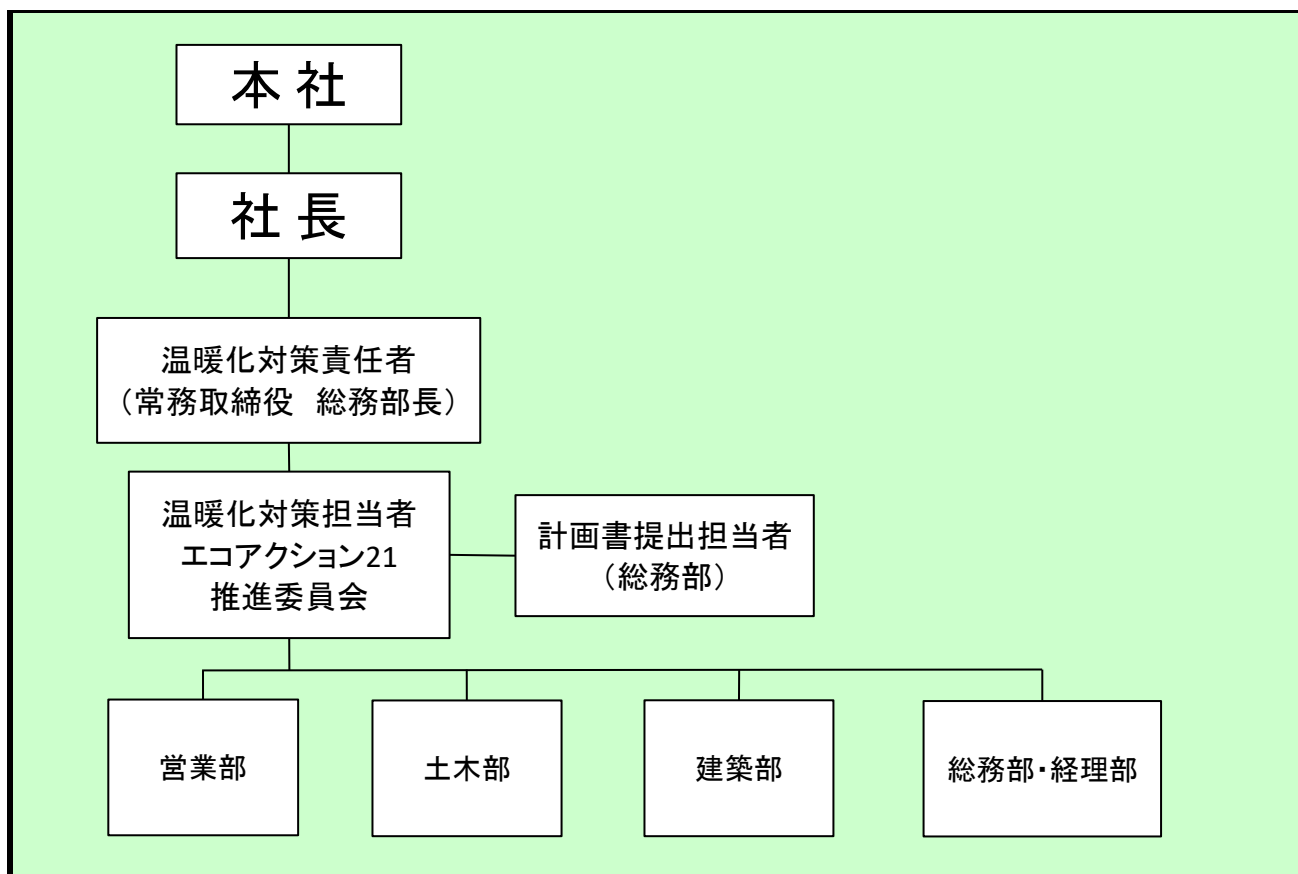 本 社
社 長
温暖化対策責任者
（常務取締役　総務部長）
温暖化対策担当者
エコアクション21
推進委員会
計画書提出担当者
（総務部）
営業部
土木部
建築部
総務部・経理部